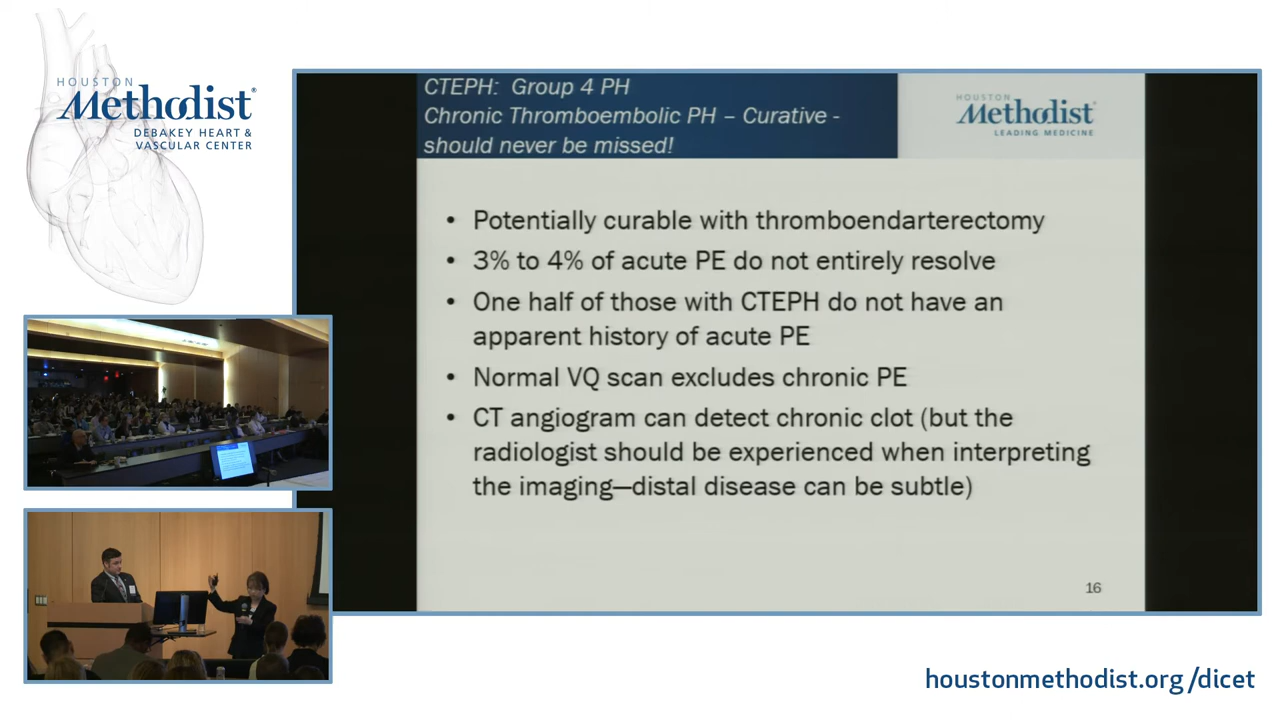 HOUSTON
Methodist®
DEBAKEY HEART &
VASCULAR CENTER
CTEPH: Group 4 PH
Chronic Thromboembolic PH – Curative -
should never be missed!
HOUSTON
Methodist®
LEADING MEDICINE
• Potentially curable with thromboendarterectomy
• 3% to 4% of acute PE do not entirely resolve
• One half of those with CTEPH do not have an
apparent history of acute PE
• Normal VQ scan excludes chronic PE
• CT angiogram can detect chronic clot (but the
radiologist should be experienced when interpreting
the imaging—distal disease can be subtle)
16
houstonmethodist.org/dicet